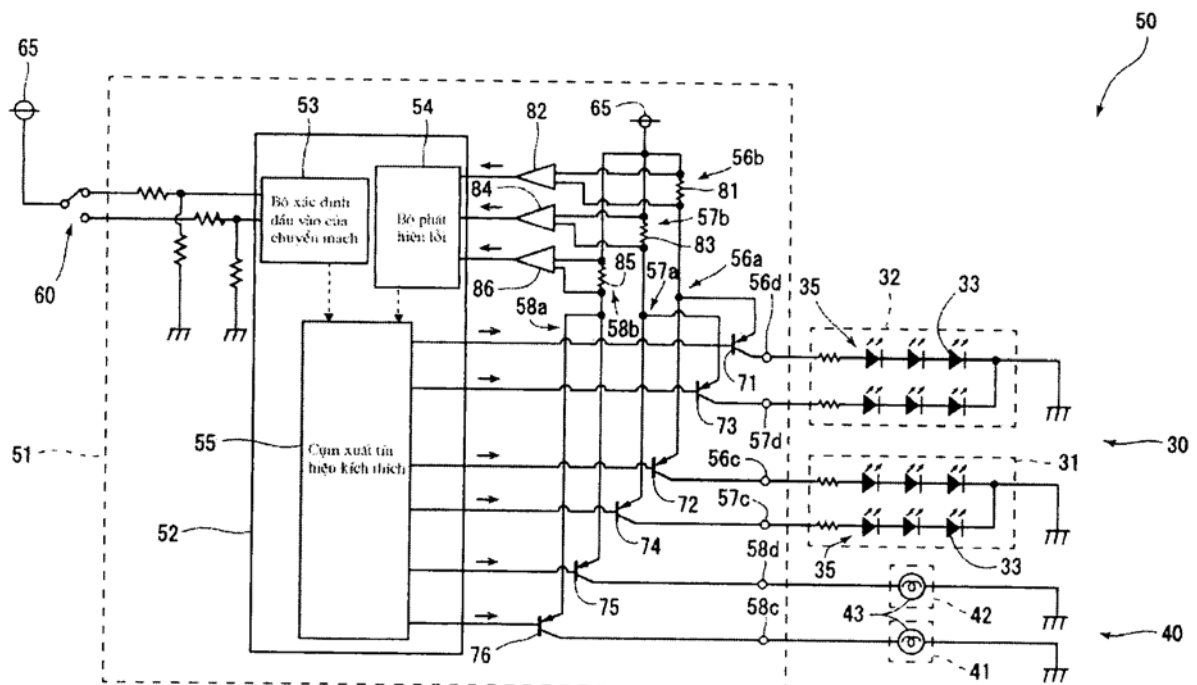 50
65
53
54
82
65
56b
81
84
57b
83
Bộ xác định
đầu vào của
chuyển mạch
Bộ phát
hiện lỗi
60
86
85
57a
56a
58a
58b
56d
35
32
33
71
73
57d
30
51
55
Cụm xuất tín
hiệu kích thích
56c
31
72
57c
52
74
35
33
58d
75
58c
43
42
76
41
40